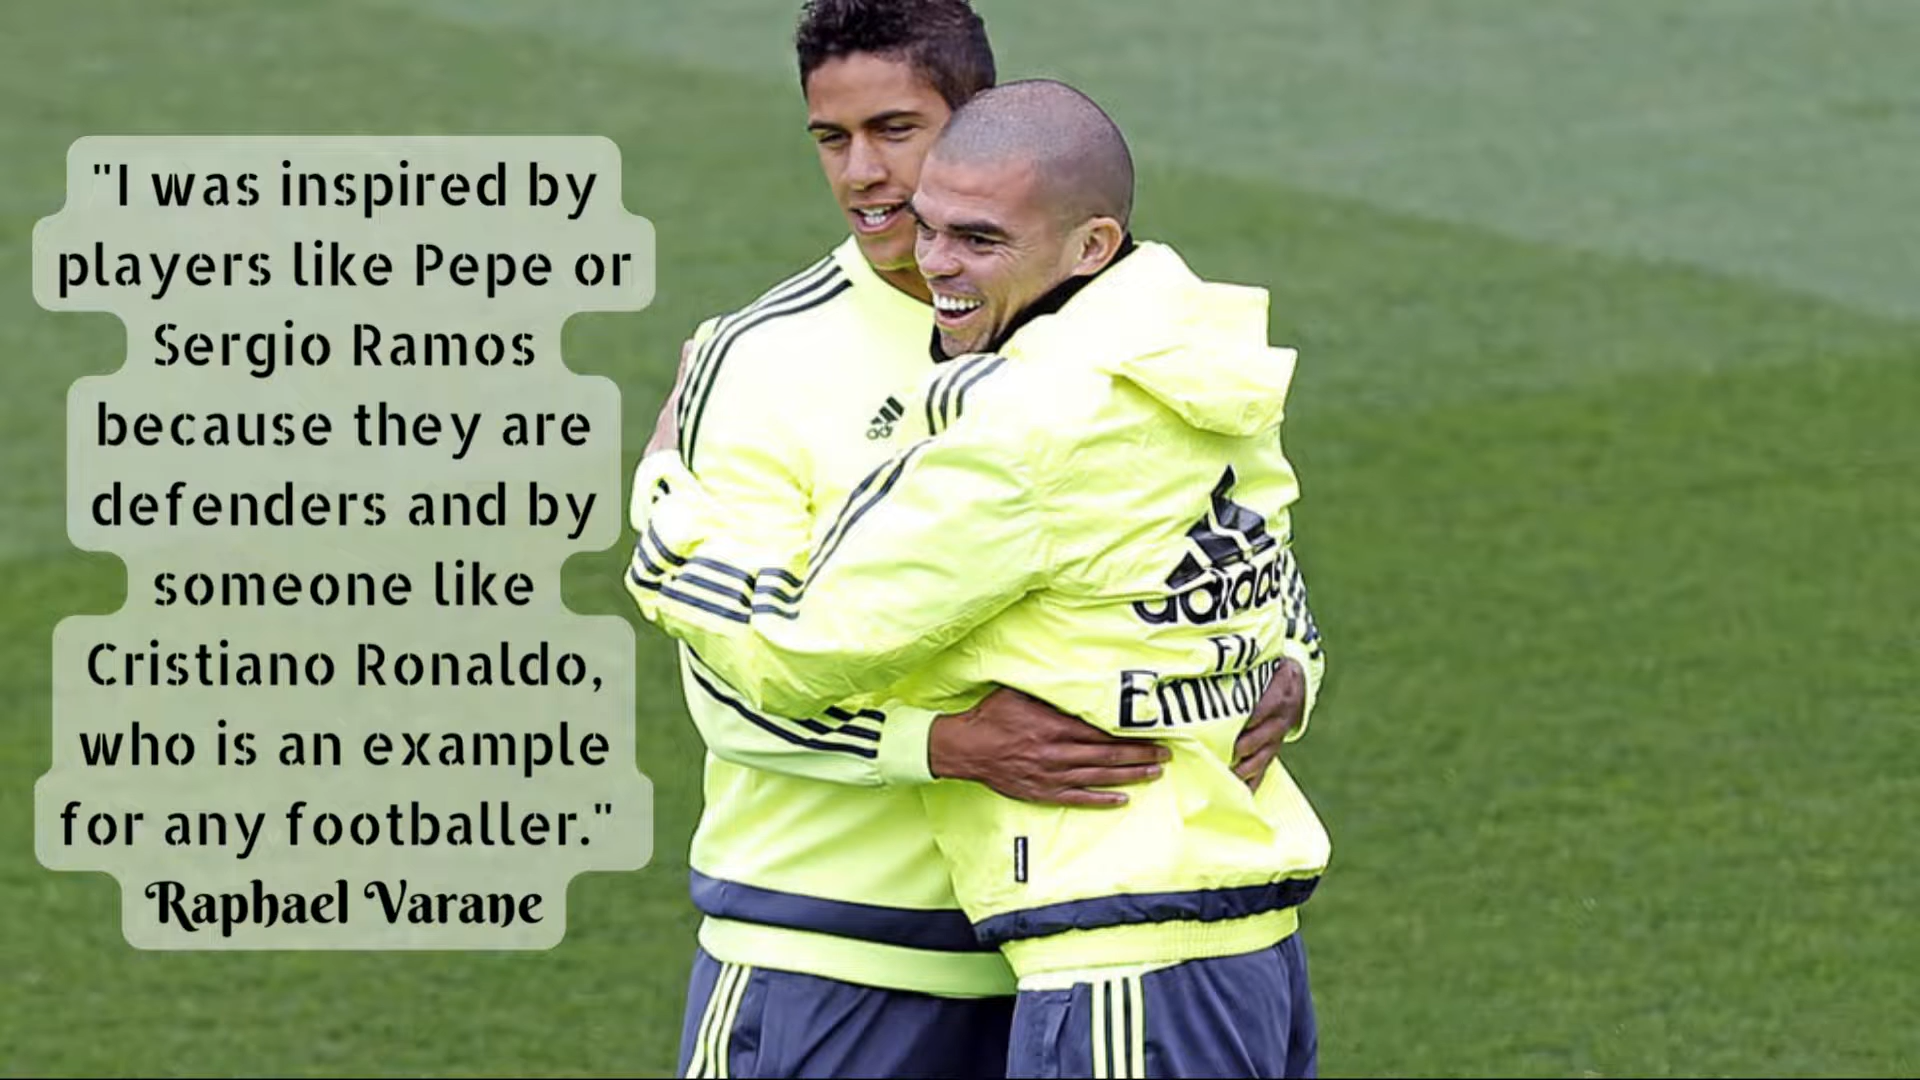 "I was inspired by
players like Pepe or
Sergio Ramos
because they are
defenders and by
someone like
Cristiano Ronaldo,
who is an example
for any footballer."
Raphael Varane
adidas
Fly
Emirates